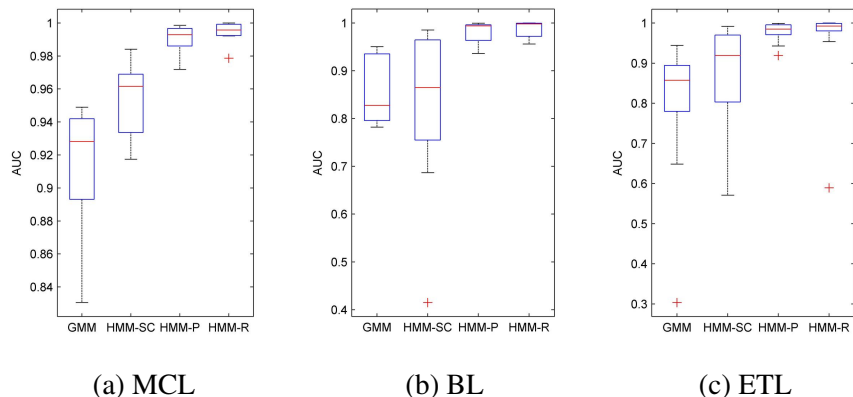 1
0.98
0.96
0.94
0.92
0.9
0.88
0.86
0.84
AUC
GMM HMM-SC HMM-P HMM-R
(a) MCL
1
0.9
0.8
0.7
0.6
0.5
0.4
AUC
GMM HMM-SC HMM-P HMM-R
(b) BL
1
0.9
0.8
0.7
0.6
0.5
0.4
0.3
AUC
GMM HMM-SC HMM-P HMM-R
(c) ETL